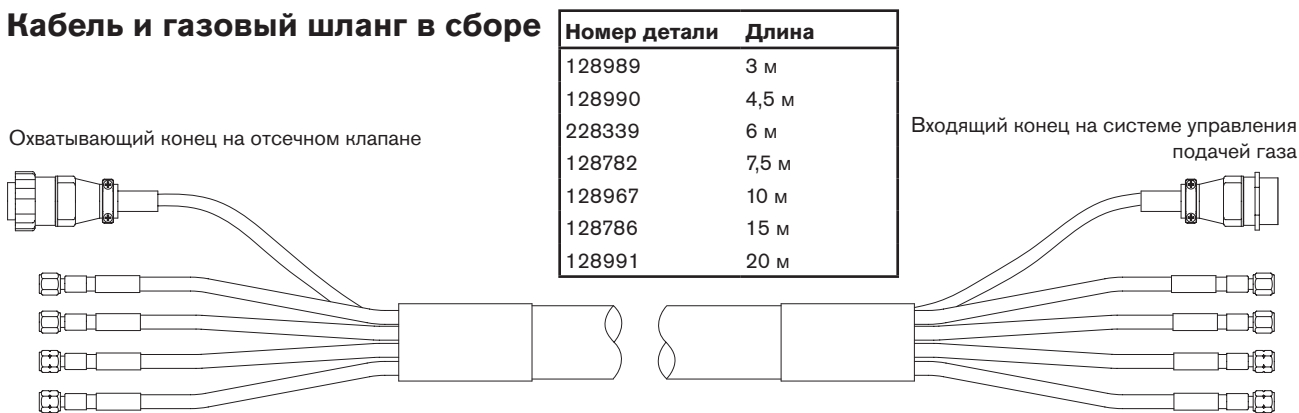 Кабель и газовый шланг в сборе
Номер детали Длина
128989 3 м
128990 4,5 м
228339 6 м
128782 7,5 м
128967 10 м
128786 15 м
128991 20 м
Охватывающий конец на отсечном клапане
Входящий конец на системе управления
подачей газа